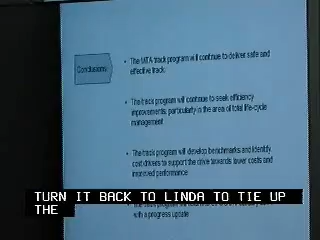 Conclusions
• The MTA track program will continue to deliver safe and
effective track
• The track program will continue to seek efficiency
improvements, particularly in the area of total life-cycle
management
• The track program will develop benchmarks and identify
cost drivers to support the drive towards lower costs and
improved performance
TURN IT BACK TO LINDA TO TIE UP
THE
with a progress update